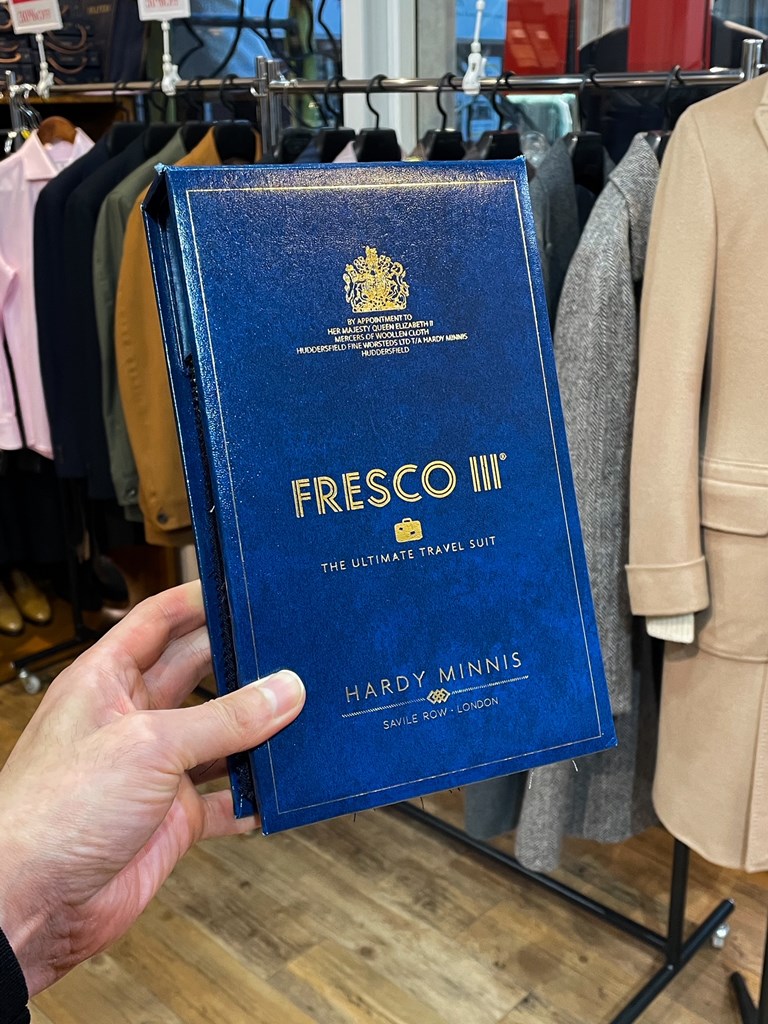 BY APPOINTMENT TO
HER MAJESTY QUEEN ELIZABETH II
MERCERS OF WOOLLEN CLOTH
HUDDERSFIELD FINE WORSTEDS LTD T/A HARDY MINNIS
HUDDERSFIELD
FRESCO III®
THE ULTIMATE TRAVEL SUIT
HARDY MINNIS
SAVILE ROW · LONDON